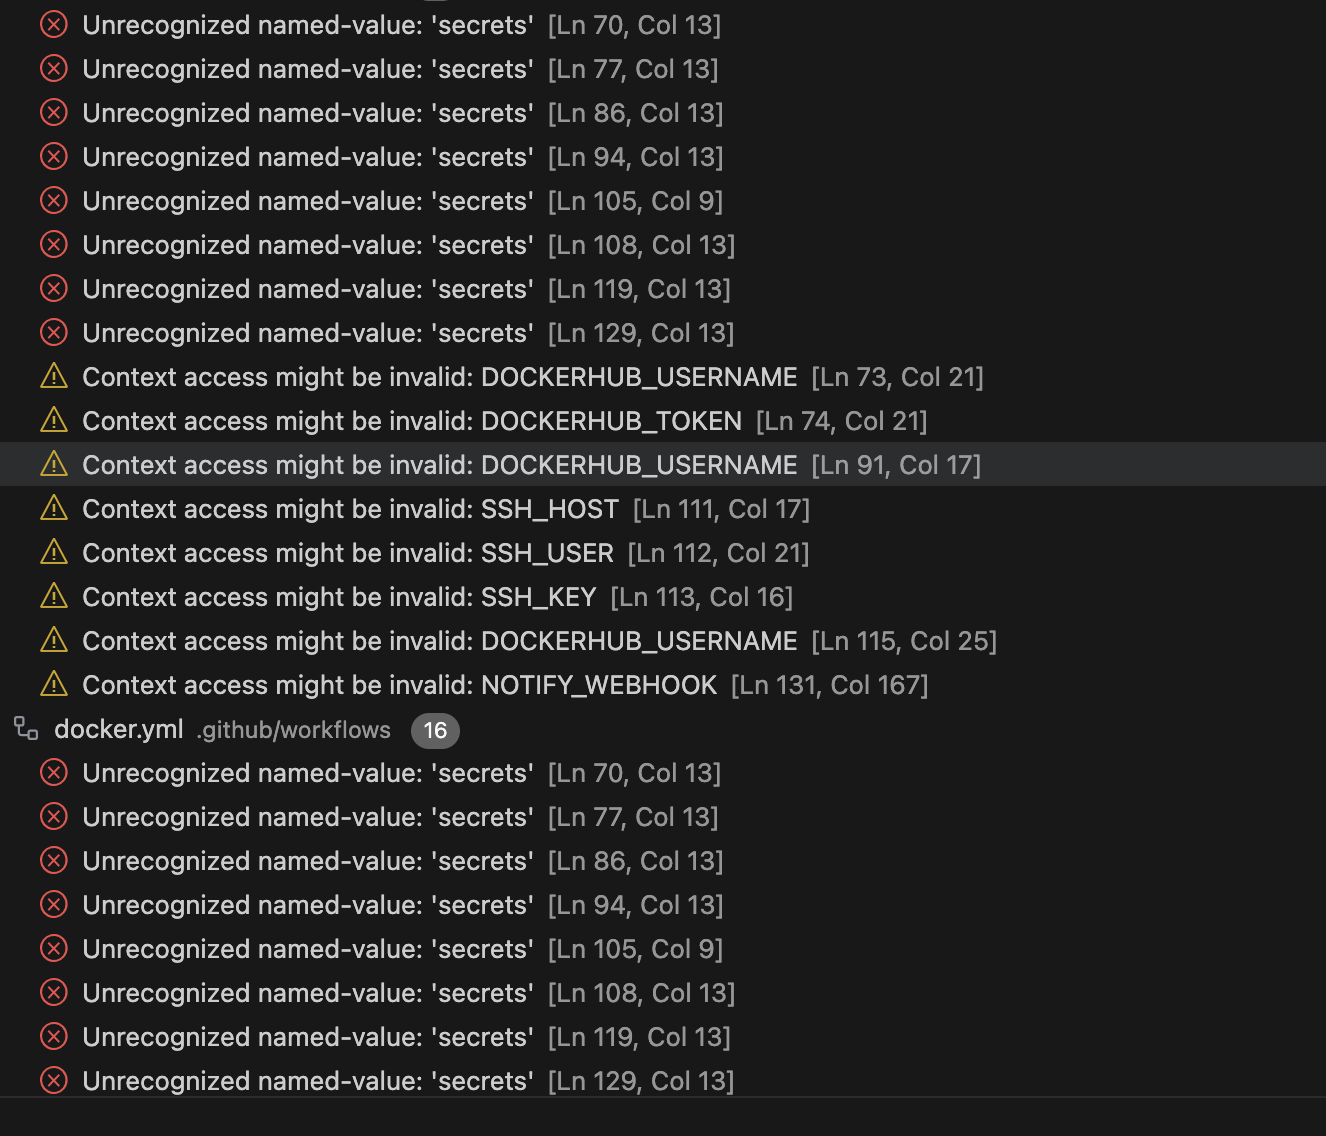 Unrecognized named-value: 'secrets' [Ln 70, Col 13]
Unrecognized named-value: 'secrets' [Ln 77, Col 13]
Unrecognized named-value: 'secrets' [Ln 86, Col 13]
Unrecognized named-value: 'secrets' [Ln 94, Col 13]
Unrecognized named-value: 'secrets' [Ln 105, Col 9]
Unrecognized named-value: 'secrets' [Ln 108, Col 13]
Unrecognized named-value: 'secrets' [Ln 119, Col 13]
Unrecognized named-value: 'secrets' [Ln 129, Col 13]
Context access might be invalid: DOCKERHUB_USERNAME [Ln 73, Col 21]
Context access might be invalid: DOCKERHUB_TOKEN [Ln 74, Col 21]
Context access might be invalid: DOCKERHUB_USERNAME [Ln 91, Col 17]
Context access might be invalid: SSH_HOST [Ln 111, Col 17]
Context access might be invalid: SSH_USER [Ln 112, Col 21]
Context access might be invalid: SSH_KEY [Ln 113, Col 16]
Context access might be invalid: DOCKERHUB_USERNAME [Ln 115, Col 25]
Context access might be invalid: NOTIFY_WEBHOOK [Ln 131, Col 167]
docker.yml .github/workflows 16
Unrecognized named-value: 'secrets' [Ln 70, Col 13]
Unrecognized named-value: 'secrets' [Ln 77, Col 13]
Unrecognized named-value: 'secrets' [Ln 86, Col 13]
Unrecognized named-value: 'secrets' [Ln 94, Col 13]
Unrecognized named-value: 'secrets' [Ln 105, Col 9]
Unrecognized named-value: 'secrets' [Ln 108, Col 13]
Unrecognized named-value: 'secrets' [Ln 119, Col 13]
Unrecognized named-value: 'secrets' [Ln 129, Col 13]